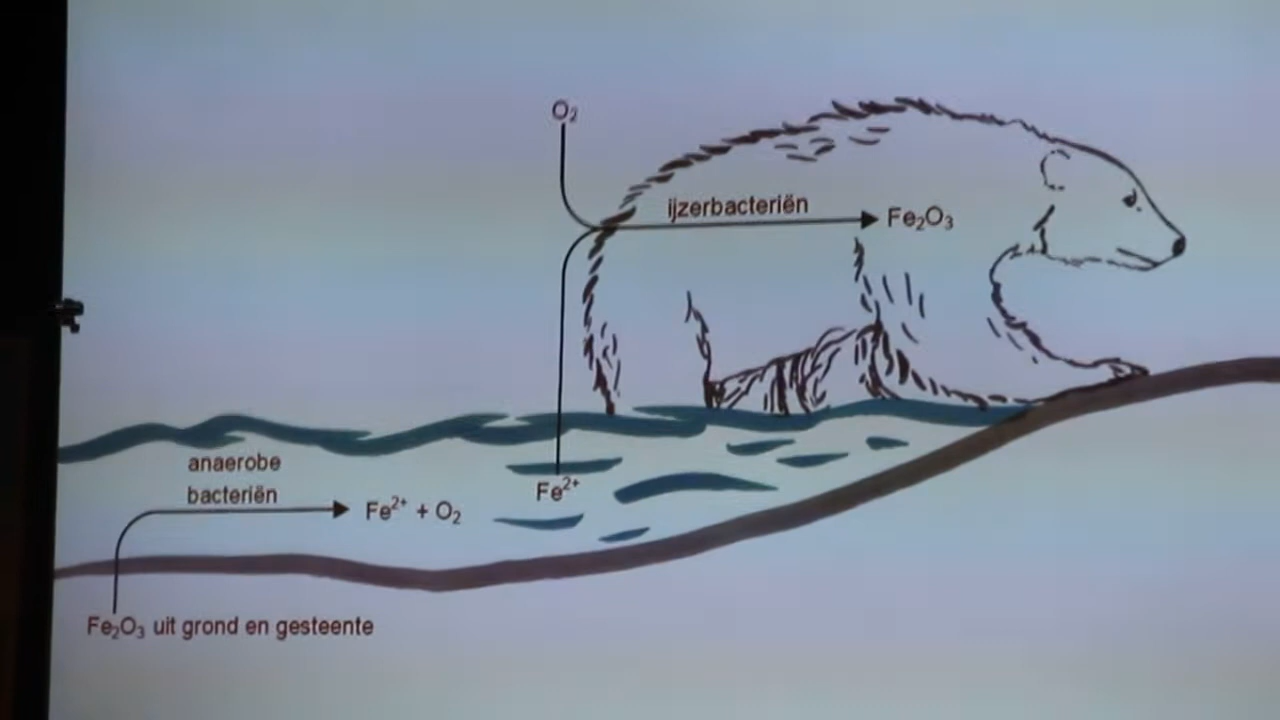 O₂
ijzerbacteriën
Fe₂O₃
anaerobe
bacteriën
Fe²⁺ + O₂
Fe²⁺
Fe₂O₃ uit grond en gesteente